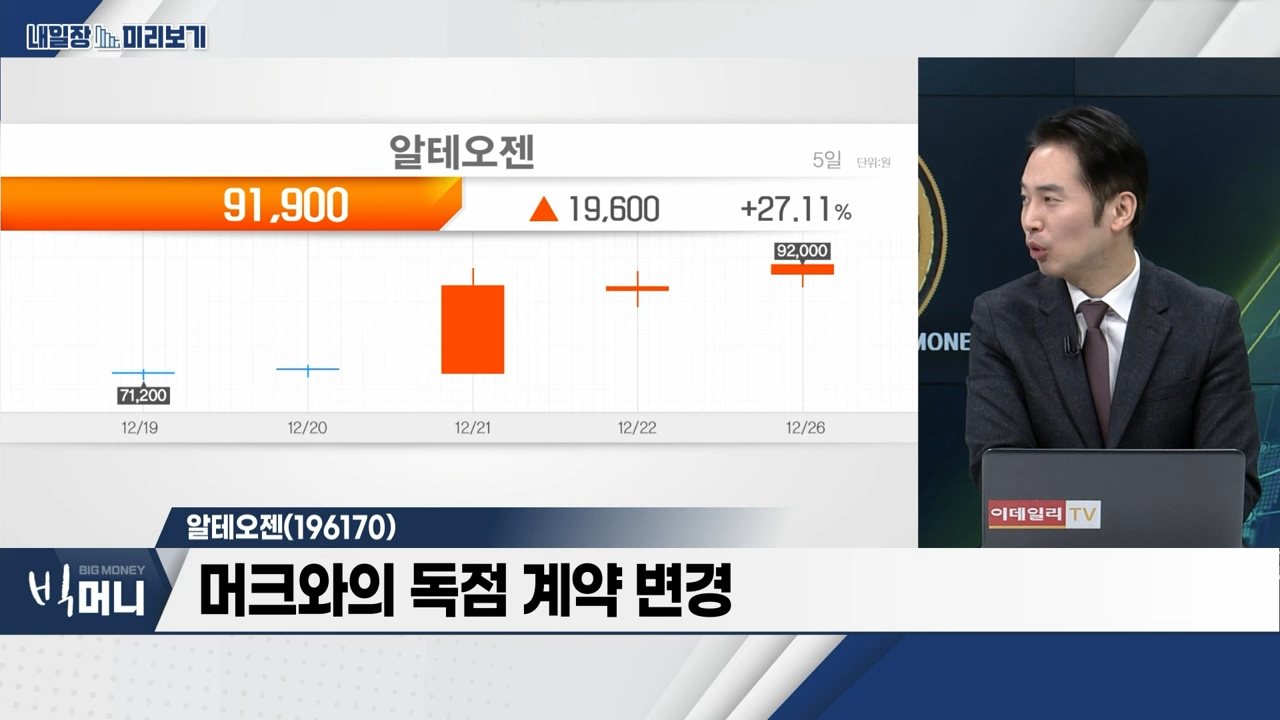 내일장 미리보기
알테오젠
5일 단위:원
91,900 ▲ 19,600 +27.11%
92,000
71,200
12/19 12/20 12/21 12/22 12/26
MONE
이데일리 TV
알테오젠(196170)
BIG MONEY
빅머니
머크와의 독점 계약 변경